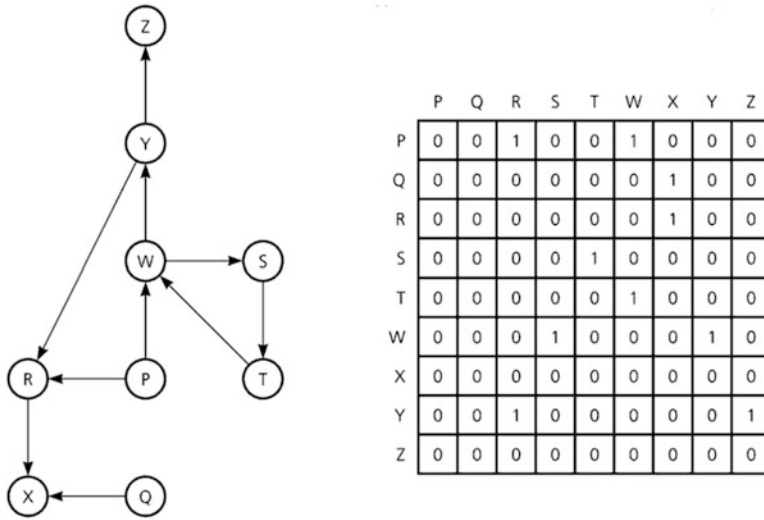 Z
Y
W S
R P T
X Q
P Q R S T W X Y Z
P 0 0 1 0 0 1 0 0 0
Q 0 0 0 0 0 0 1 0 0
R 0 0 0 0 0 0 1 0 0
S 0 0 0 0 1 0 0 0 0
T 0 0 0 0 0 1 0 0 0
W 0 0 0 1 0 0 0 1 0
X 0 0 0 0 0 0 0 0 0
Y 0 0 1 0 0 0 0 0 1
Z 0 0 0 0 0 0 0 0 0